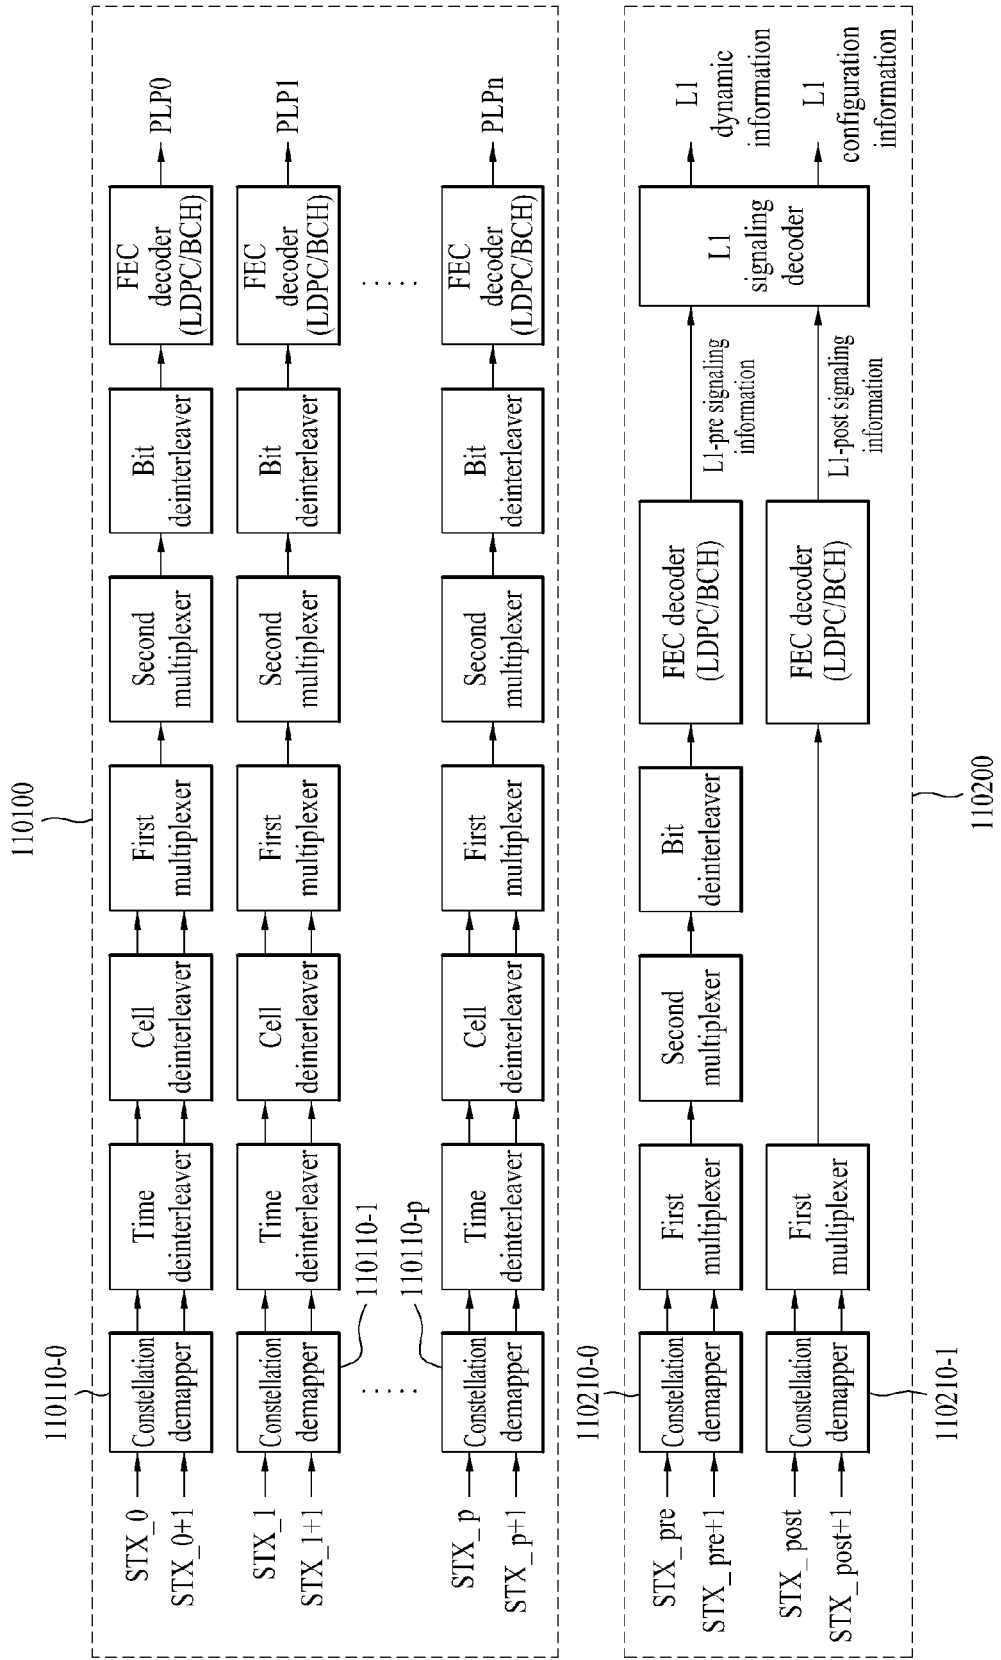 110100
STX_0
STX_0+1
110110-0
Constellation
demapper
Time
deinterleaver
Cell
deinterleaver
First
multiplexer
Second
multiplexer
Bit
deinterleaver
FEC
decoder
(LDPC/BCH)
PLP0
STX_1
STX_1+1
Constellation
demapper
110110-1
Time
deinterleaver
Cell
deinterleaver
First
multiplexer
Second
multiplexer
Bit
deinterleaver
FEC
decoder
(LDPC/BCH)
PLP1
.....
.....
110110-p
STX_p
STX_p+1
Constellation
demapper
Time
deinterleaver
Cell
deinterleaver
First
multiplexer
Second
multiplexer
Bit
deinterleaver
FEC
decoder
(LDPC/BCH)
PLPn
110210-0
STX_pre
STX_pre+1
Constellation
demapper
First
multiplexer
Second
multiplexer
Bit
deinterleaver
FEC decoder
(LDPC/BCH)
L1-pre signaling
information
L1
signaling
decoder
L1
dynamic
information
STX_post
STX_post+1
Constellation
demapper
110210-1
First
multiplexer
FEC decoder
(LDPC/BCH)
L1-post signaling
information
L1
configuration
information
110200